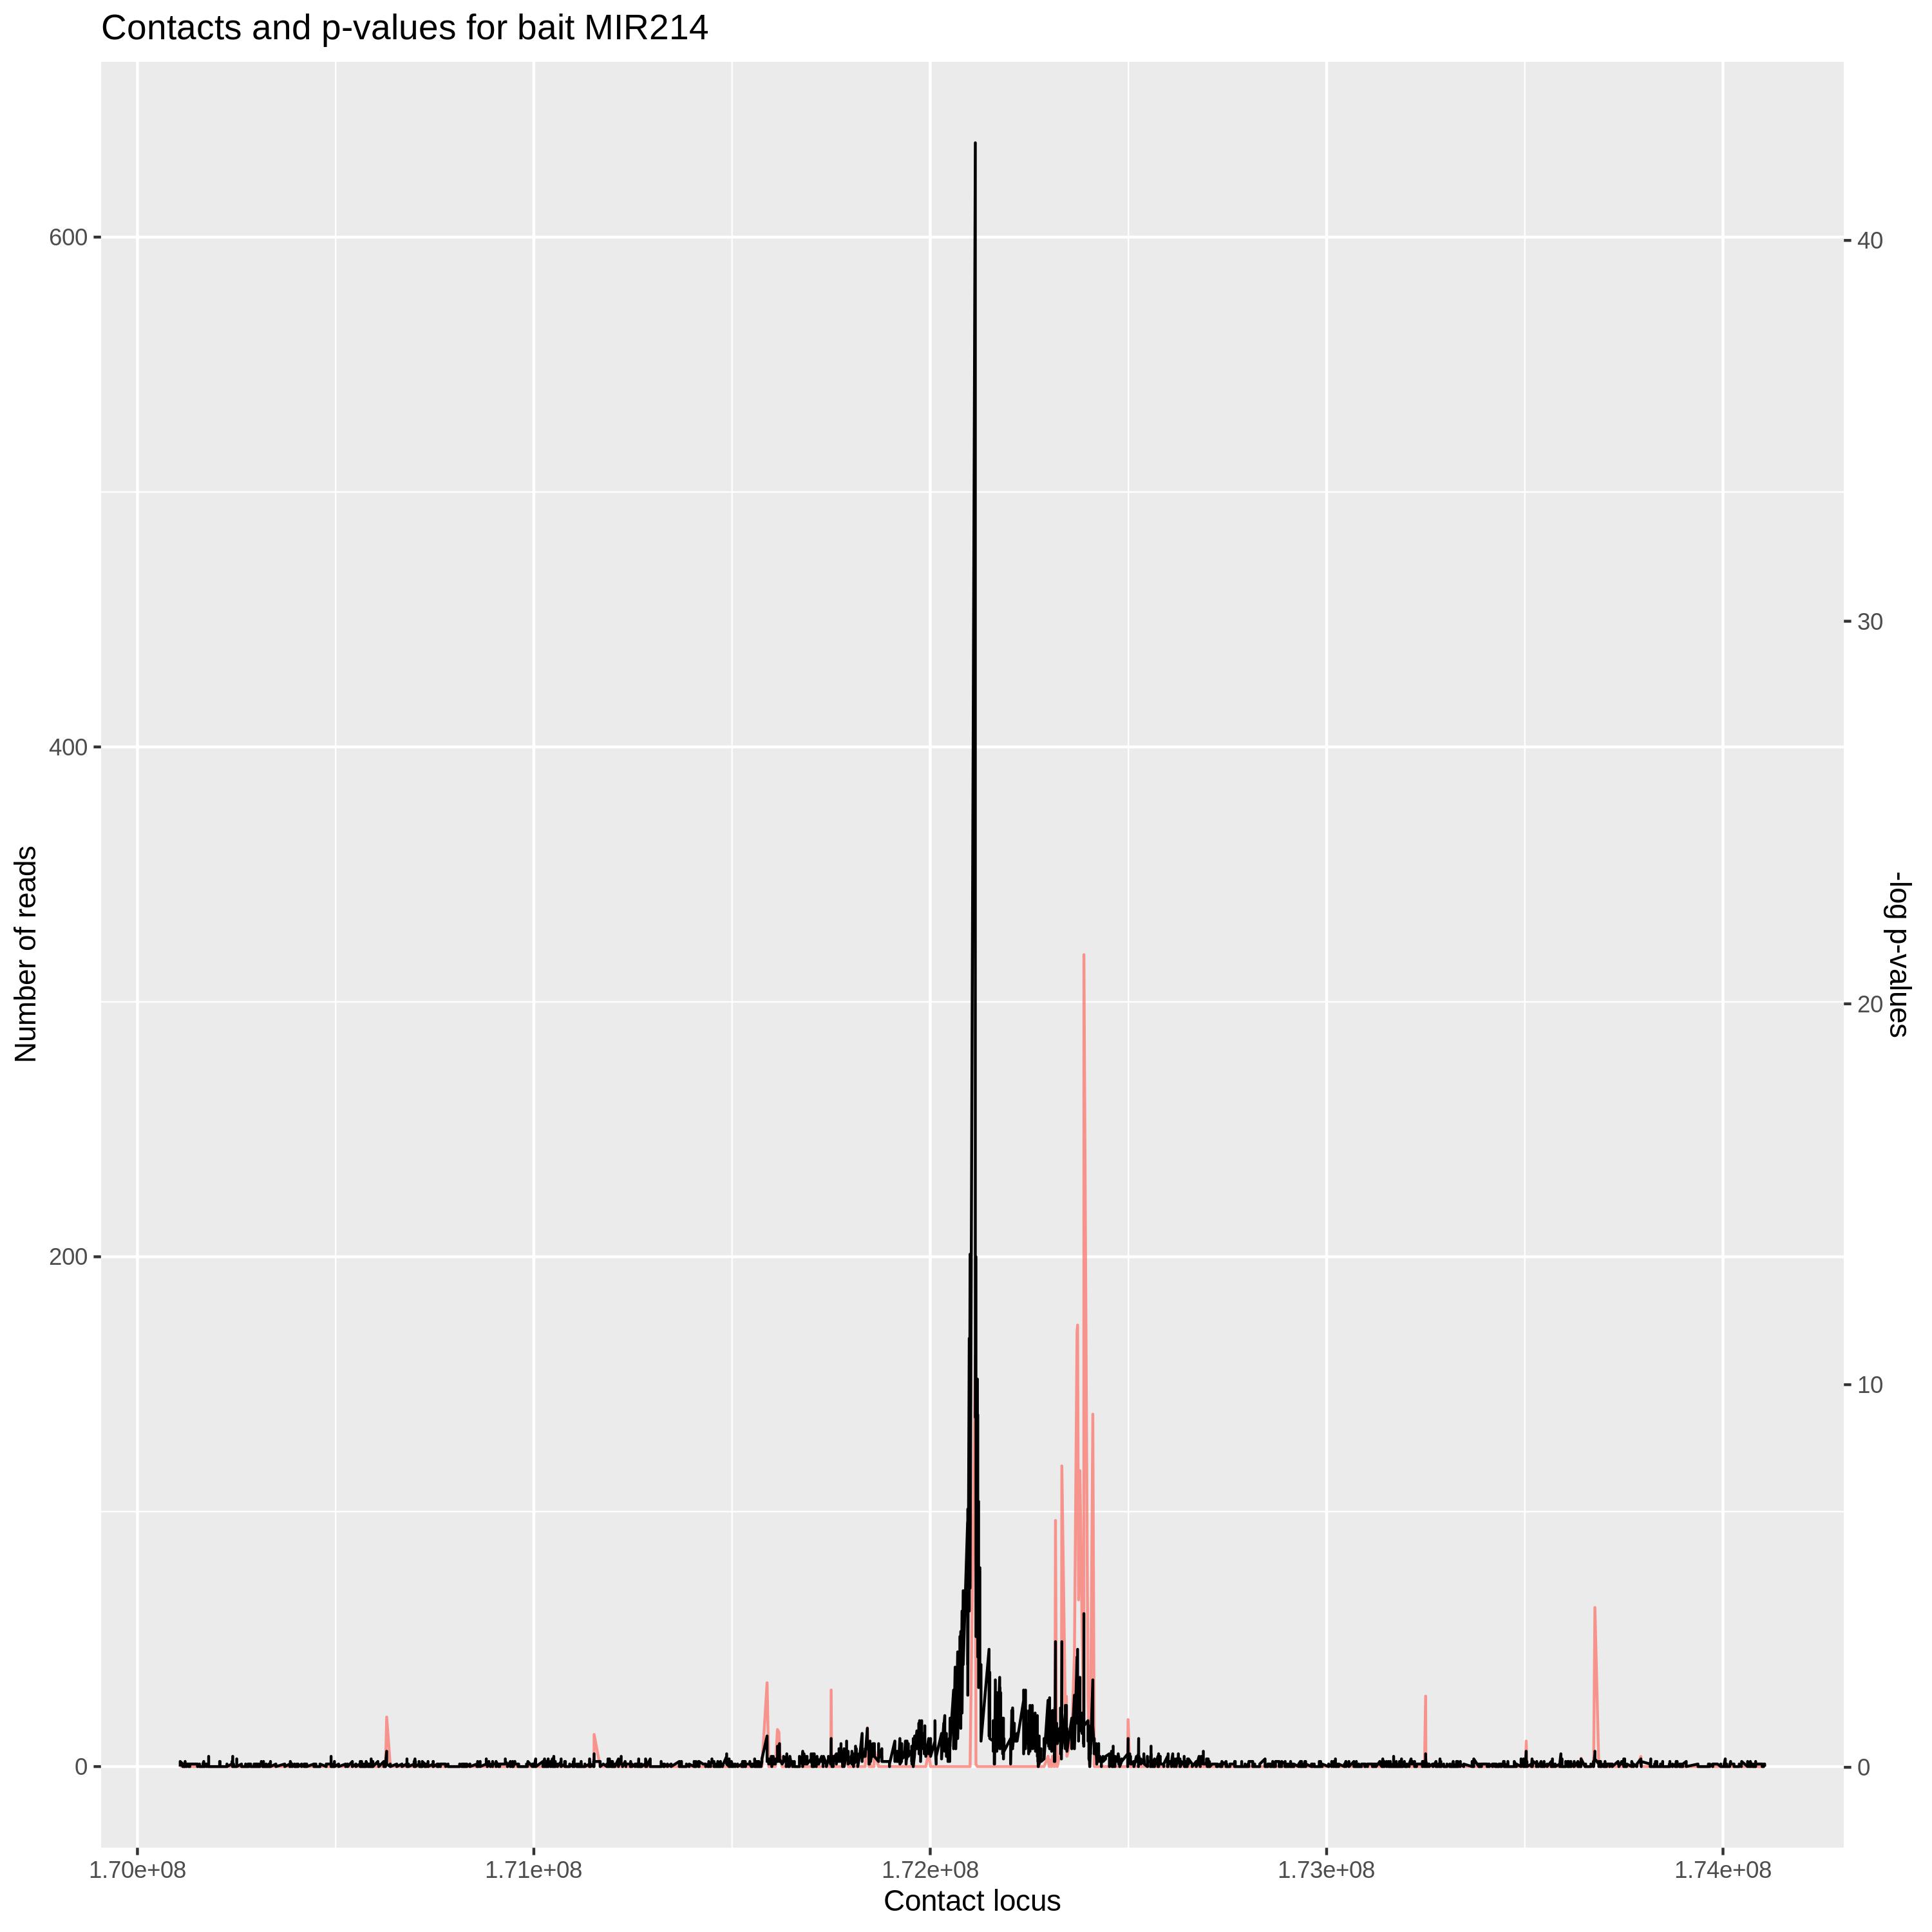 Contacts and p-values for bait MIR214
600
400
200
0
Number of reads
40
30
20
10
0
-log p-values
1.70e+08
1.71e+08
1.72e+08
1.73e+08
1.74e+08
Contact locus